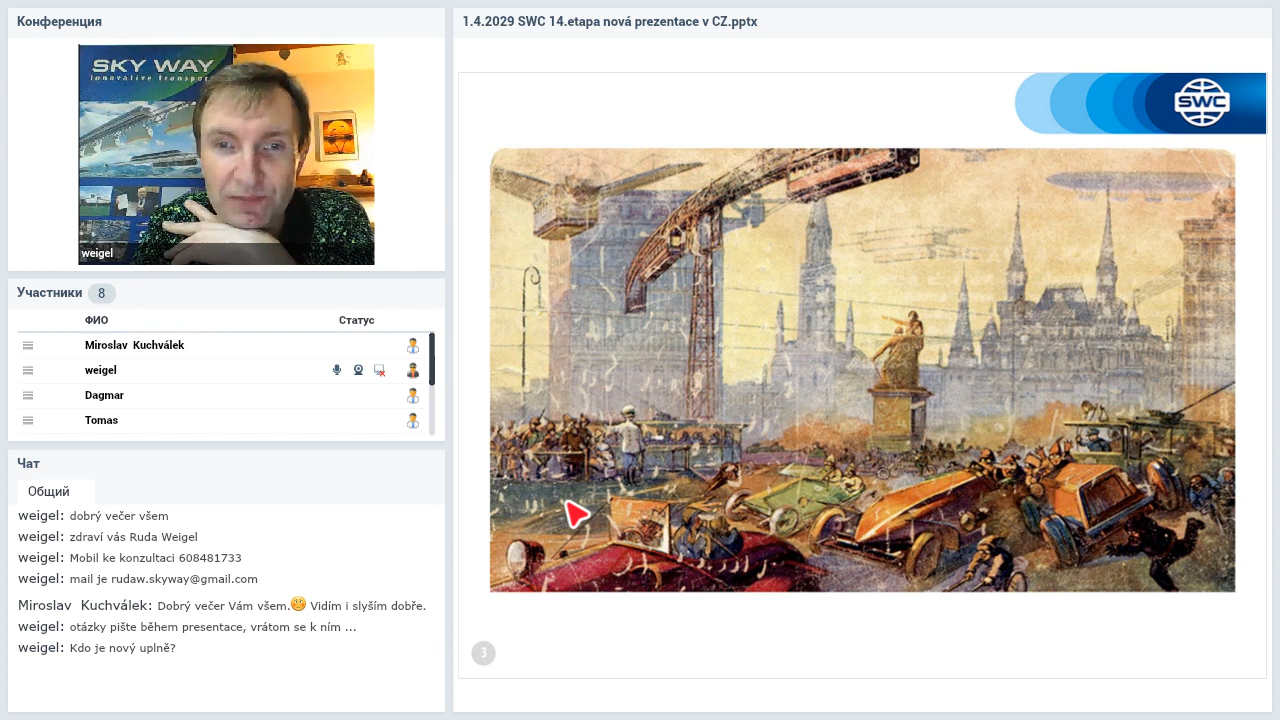 Конференция
SKY WAY
Innovative Transpor
weigel
Участники 8
ФИО Статус
Miroslav Kuchválek
weigel
Dagmar
Tomas
Чат
Общий
weigel: dobrý večer všem
weigel: zdraví vás Ruda Weigel
weigel: Mobil ke konzultaci 608481733
weigel: mail je rudaw.skyway@gmail.com
Miroslav Kuchválek: Dobrý večer Vám všem. Vidím i slyším dobře.
weigel: otázky pište během presentace, vrátom se k ním ...
weigel: Kdo je nový uplně?
1.4.2029 SWC 14.etapa nová prezentace v CZ.pptx
SWC
3